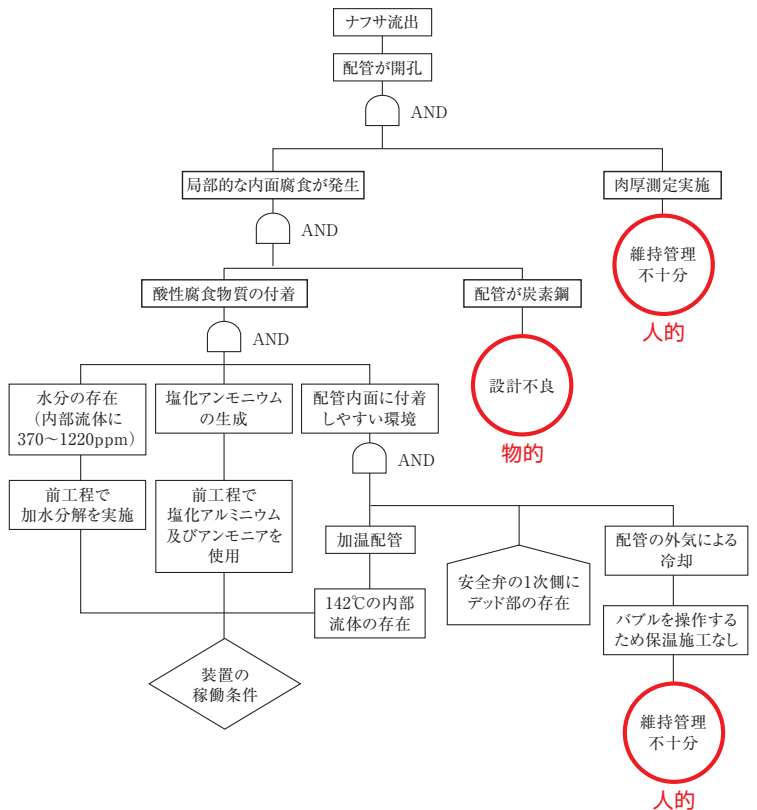 ナフサ流出
配管が開孔
AND
局部的な内面腐食が発生
肉厚測定実施
AND
維持管理
不十分
人的
酸性腐食物質の付着
配管が炭素鋼
AND
設計不良
物的
水分の存在
（内部流体に
370〜1220ppm）
塩化アンモニウム
の生成
配管内面に付着
しやすい環境
AND
前工程で
加水分解を実施
前工程で
塩化アルミニウム
及びアンモニアを
使用
加温配管
安全弁の1次側に
デッド部の存在
配管の外気による
冷却
142℃の内部
流体の存在
バブルを操作する
ため保温施工なし
装置の
稼働条件
維持管理
不十分
人的